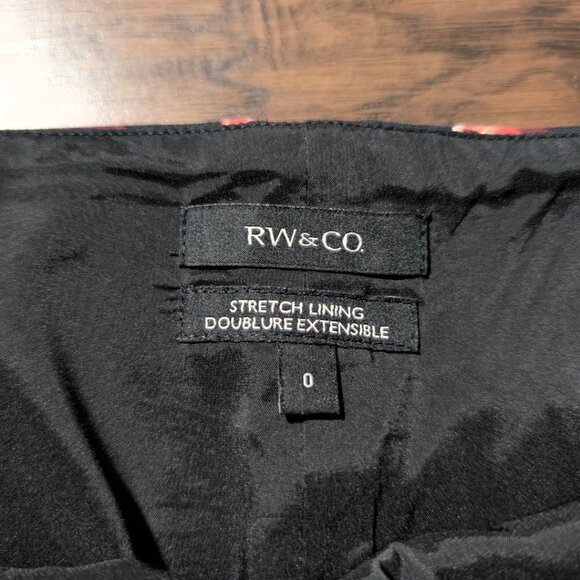 RW&CO.
STRETCH LINING
DOUBLURE EXTENSIBLE
0